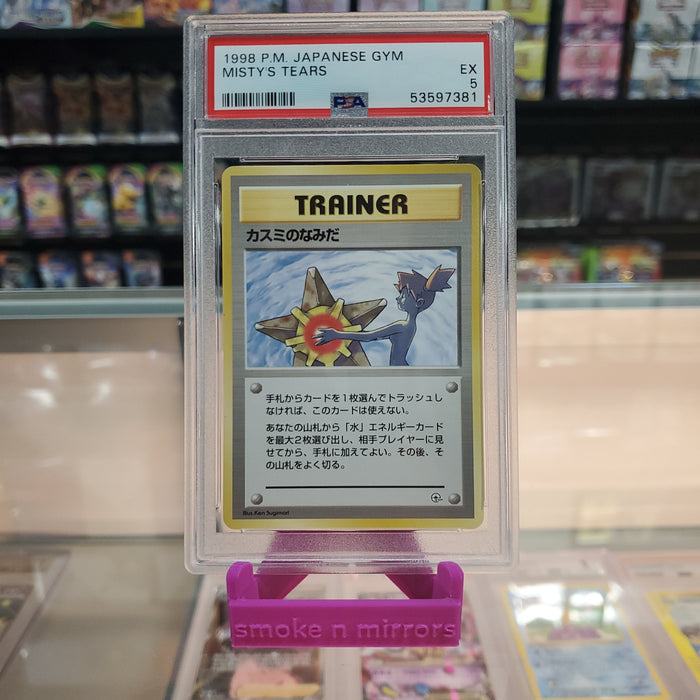 1998 P.M. JAPANESE GYM
MISTY'S TEARS
EX
5
PSA
53597381
TRAINER
カスミのなみだ
手札からカードを1枚選んでトラッシュし
なければ、このカードは使えない。
あなたの山札から「水」エネルギーカード
を最大2枚選び出し、相手プレイヤーに見
せてから、手札に加えてよい。その後、そ
の山札をよく切る。
Illus.Ken Sugimori
smoke n mirrors